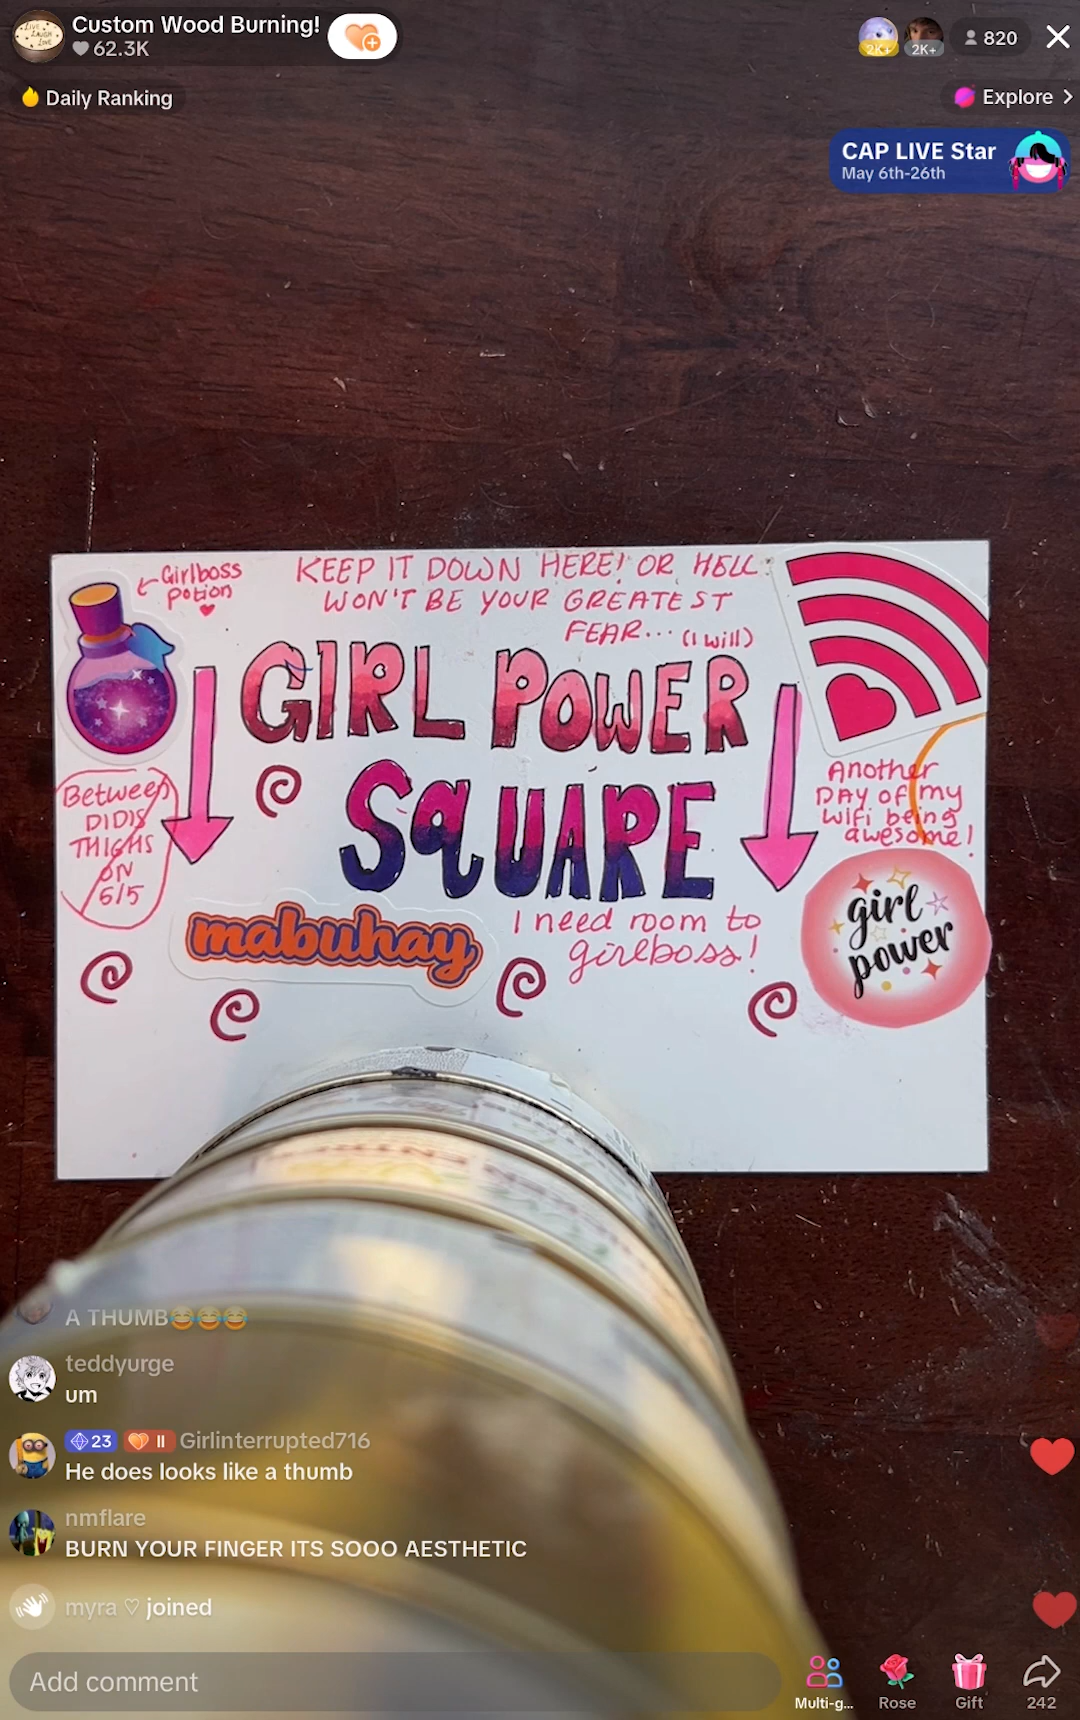 Custom Wood Burning!
62.3K
2K+
2K+
820
Daily Ranking
Explore
CAP LIVE Star
May 6th-26th
KEEP IT DOWN HERE! OR HELL
WON'T BE YOUR GREATEST
FEAR... (I will)
Girlboss
potion
GIRL POWER
SQUARE
Between
DIDIS
THIGHS
ON
6/5
Another
DAY of my
wifi being
awesome!
mabuhay
I need room to
girlboss!
girl
power
A THUMB😂😂😂
teddyurge
um
23 II Girlinterrupted716
He does looks like a thumb
nmflare
BURN YOUR FINGER ITS SOOO AESTHETIC
myra ♡ joined
Add comment
Multi-g...
Rose
Gift
242